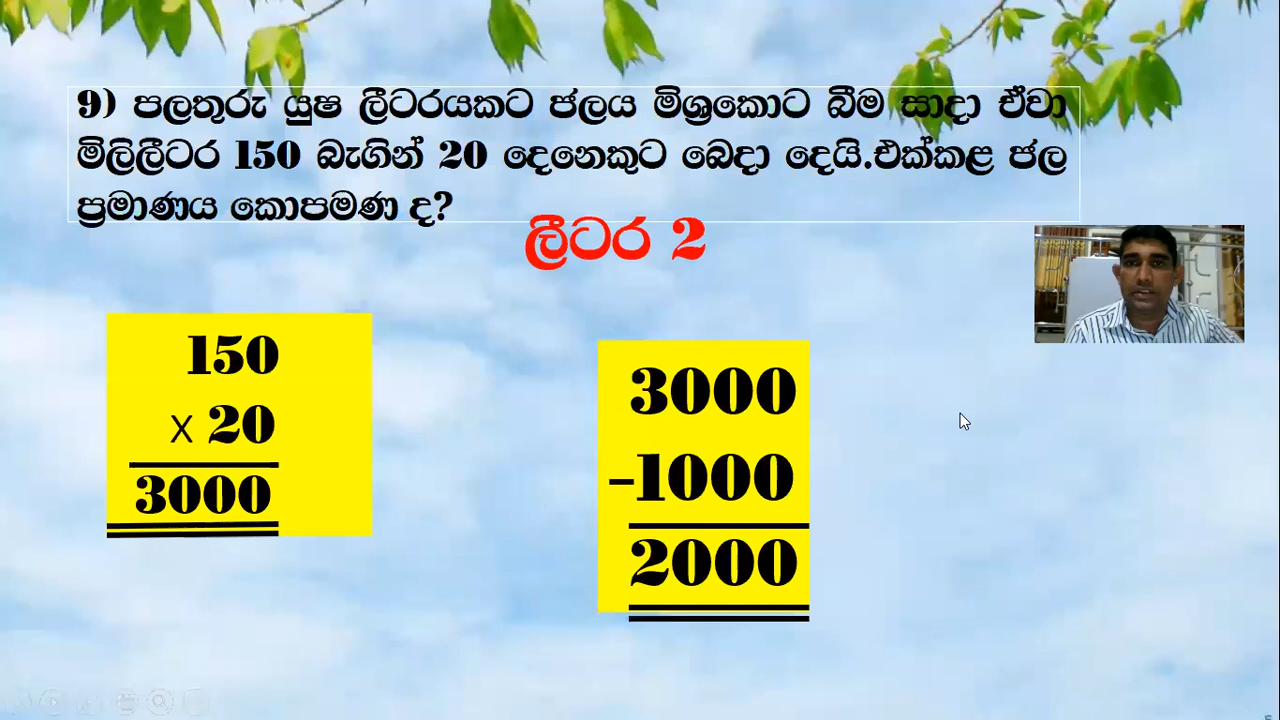 9) පලතුරු යුෂ ලීටරයකට ජලය මිශ්‍රකොට බීම සාදා ඒවා
මිලිලීටර 150 බැගින් 20 දෙනෙකුට බෙදා දෙයි.එක්කළ ජල
ප්‍රමාණය කොපමණ ද?
ලීටර 2
150
x 20
3000
3000
-1000
2000